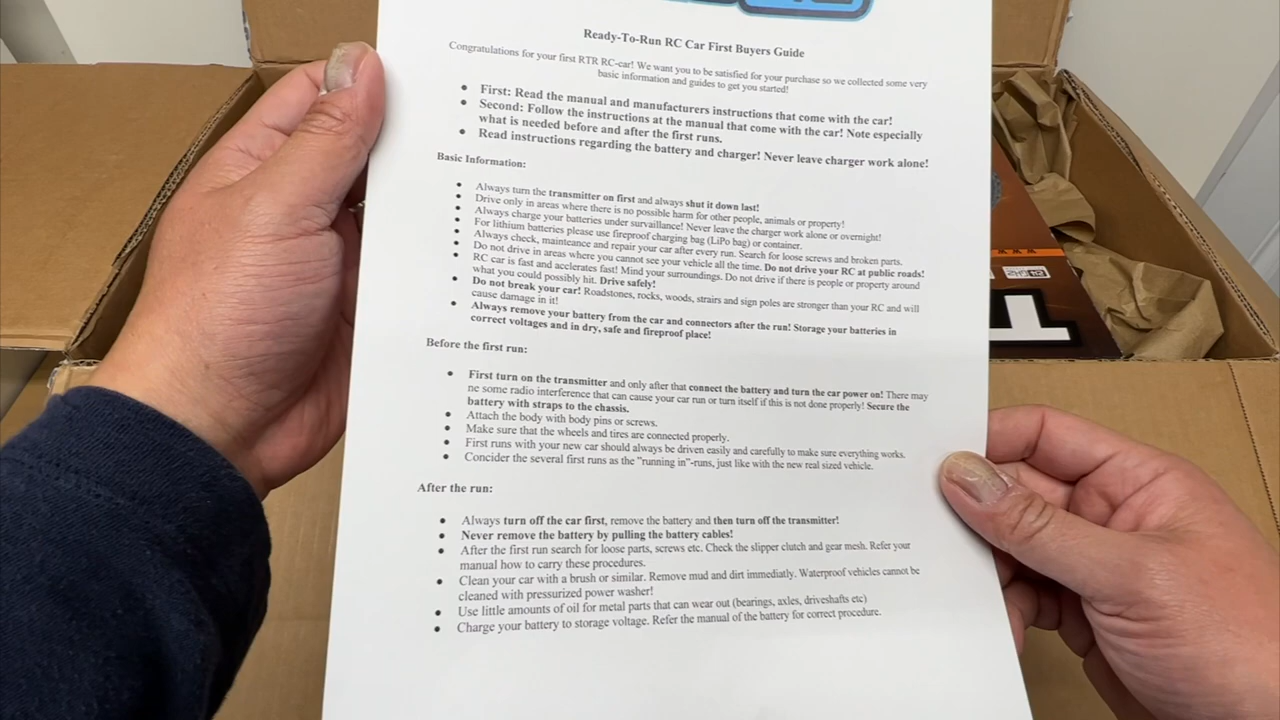 Ready-To-Run RC Car First Buyers Guide
Congratulations for your first RTR RC-car! We want you to be satisfied for your purchase so we collected some very
basic information and guides to get you started!
• First: Read the manual and manufacturers instructions that come with the car!
• Second: Follow the instructions at the manual that come with the car! Note especially
what is needed before and after the first runs.
• Read instructions regarding the battery and charger! Never leave charger work alone!
Basic Information:
• Always turn the transmitter on first and always shut it down last!
• Drive only in areas where there is no possible harm for other people, animals or property!
• Always charge your batteries under survaillance! Never leave the charger work alone or overnight!
• For lithium batteries please use fireproof charging bag (LiPo bag) or container.
• Always check, mainteance and repair your car after every run. Search for loose screws and broken parts.
• Do not drive in areas where you cannot see your vehicle all the time. Do not drive your RC at public roads!
• RC car is fast and acclerates fast! Mind your surroundings. Do not drive if there is people or property around
what you could possibly hit. Drive safely!
• Do not break your car! Roadstones, rocks, woods, strairs and sign poles are stronger than your RC and will
cause damage in it!
• Always remove your battery from the car and connectors after the run! Storage your batteries in
correct voltages and in dry, safe and fireproof place!
Before the first run:
• First turn on the transmitter and only after that connect the battery and turn the car power on! There may
ne some radio interference that can cause your car run or turn itself if this is not done properly! Secure the
battery with straps to the chassis.
• Attach the body with body pins or screws.
• Make sure that the wheels and tires are connected properly.
• First runs with your new car should always be driven easily and carefully to make sure everything works.
• Concider the several first runs as the "running in"-runs, just like with the new real sized vehicle.
After the run:
• Always turn off the car first, remove the battery and then turn off the transmitter!
• Never remove the battery by pulling the battery cables!
• After the first run search for loose parts, screws etc. Check the slipper clutch and gear mesh. Refer your
manual how to carry these procedures.
• Clean your car with a brush or similar. Remove mud and dirt immediatly. Waterproof vehicles cannot be
cleaned with pressurized power washer!
• Use little amounts of oil for metal parts that can wear out (bearings, axles, driveshafts etc)
• Charge your battery to storage voltage. Refer the manual of the battery for correct procedure.